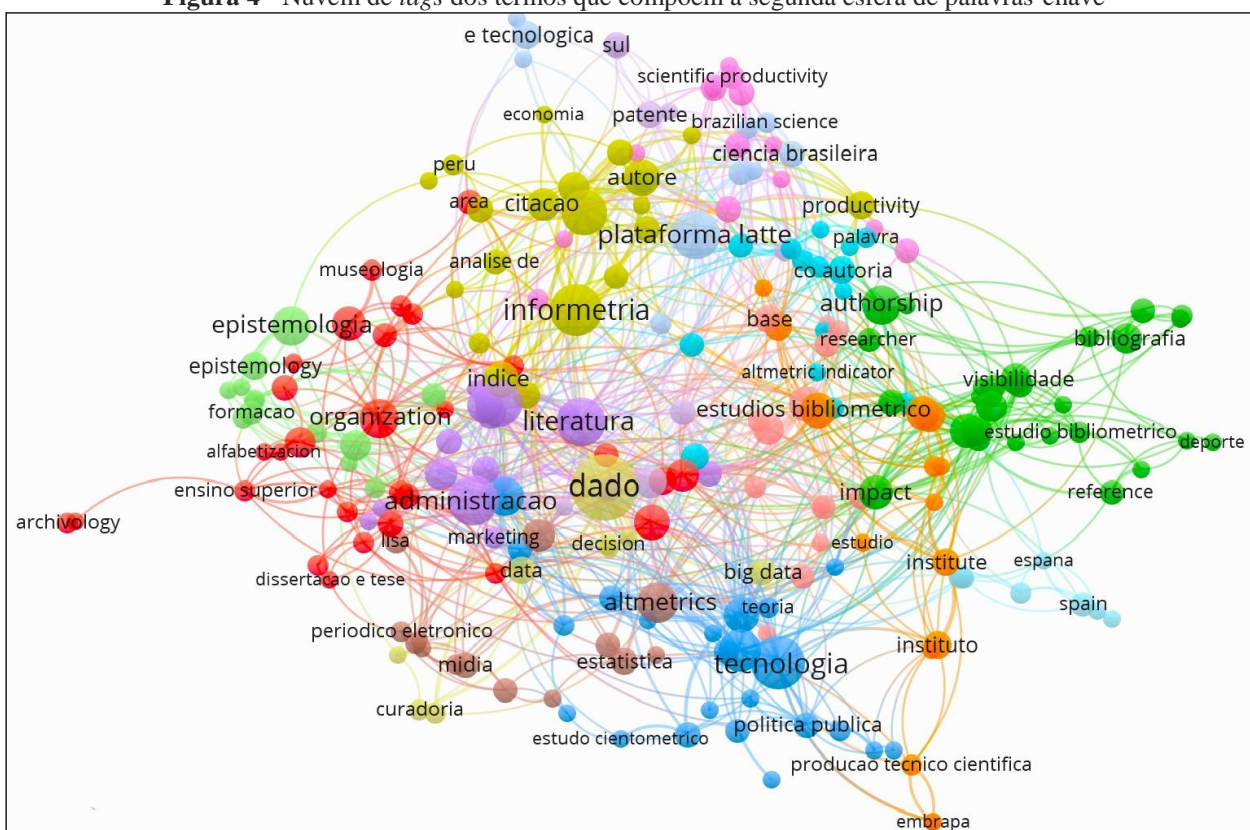 Figura 4 - Nuvem de tags dos termos que compõem a segunda esfera de palavras-chave
e tecnologica
sul
scientific productivity
economia
patente
brazilian science
ciencia brasileira
peru
autore
area
citacao
productivity
plataforma latte
palavra
analise de
museologia
co autoria
informetria
authorship
epistemologia
base
researcher
bibliografia
epistemology
altmetric indicator
indice
visibilidade
formacao
organization
literatura
estudios bibliometrico
estudio bibliometrico
deporte
alfabetizacion
ensino superior
dado
impact
reference
administracao
archyvology
lisa
marketing
decision
estudio
dissertacao e tese
data
big data
institute
espana
altmetrics
teoria
spain
periodico eletronico
midia
estatistica
tecnologia
instituto
curadoria
estudo cientometrico
politica publica
producao tecnico cientifica
embrapa